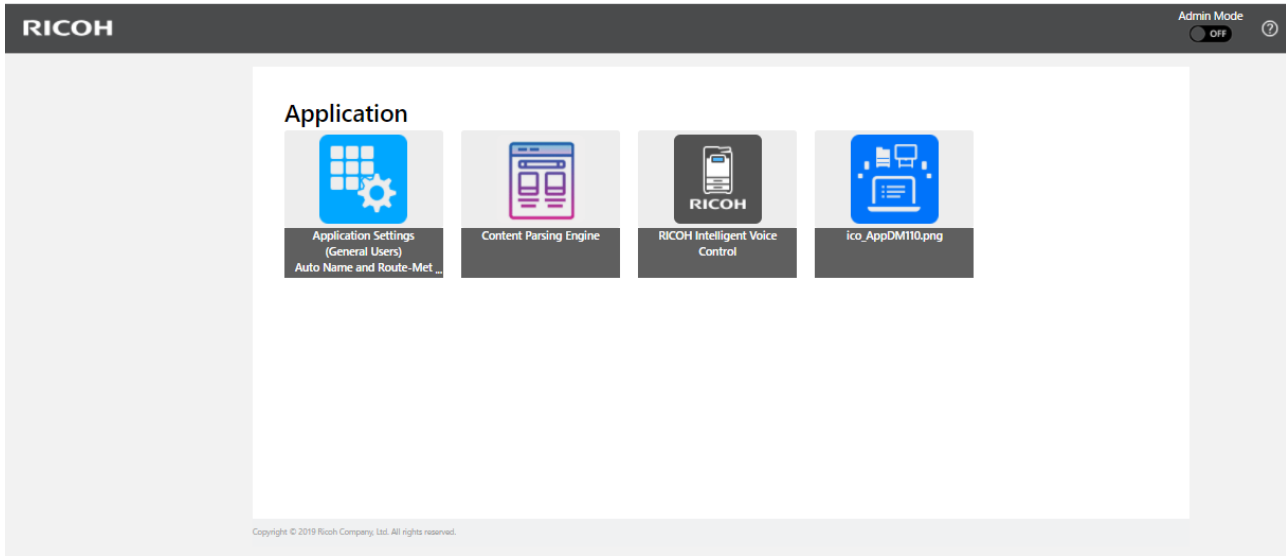 RICOH
Admin Mode
OFF
?
Application
RICOH
Application Settings
(General Users)
Auto Name and Route-Met ...
Content Parsing Engine
RICOH Intelligent Voice
Control
ico_AppDM110.png
Copyright © 2019 Ricoh Company, Ltd. All rights reserved.